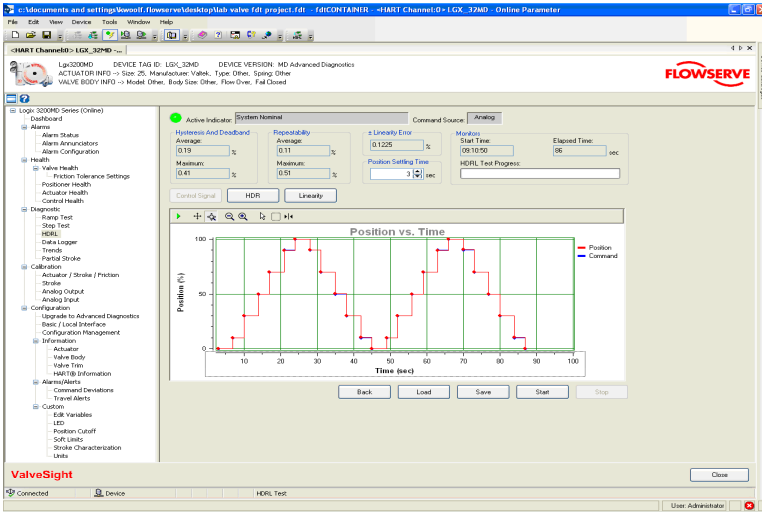 c:\documents and settings\kwoolf.flowserve\desktop\lab valve fdt project.fdt - fdtCONTAINER - <HART Channel:0> LGX_32MD - Online Parameter
File Edit View Device Tools Window Help
<HART Channel:0> LGX_32MD -...
Lgx3200MD DEVICE TAG ID: LGX_32MD DEVICE VERSION: MD Advanced Diagnostics
ACTUATOR INFO --> Size: 25, Manufacturer: Valtek, Type: Other, Spring: Other
VALVE BODY INFO --> Model: Other, Body Size: Other, Flow Over, Fail Closed
FLOWSERVE
Logix 3200MD Series (Online)
Dashboard
Alarms
Alarm Status
Alarm Annunciators
Alarm Configuration
Health
Valve Health
Friction Tolerance Settings
Positioner Health
Actuator Health
Control Health
Diagnostic
Ramp Test
Step Test
HDRL
Data Logger
Trends
Partial Stroke
Calibration
Actuator / Stroke / Friction
Stroke
Analog Output
Analog Input
Configuration
Upgrade to Advanced Diagnostics
Basic / Local Interface
Configuration Management
Information
Actuator
Valve Body
Valve Trim
HART® Information
Alarms/Alerts
Command Deviations
Travel Alerts
Custom
Edit Variables
LED
Position Cutoff
Soft Limits
Stroke Characterization
Units
Active Indicator: System Nominal Command Source: Analog
Hysteresis And Deadband
Average:
0.19 %
Maximum:
0.41 %
Repeatability
Average:
0.11 %
Maximum:
0.51 %
± Linearity Error
0.1225 %
Position Settling Time
3 sec
Monitors
Start Time: Elapsed Time:
09:10:50 86 sec
HDRL Test Progress:
Control Signal HDR Linearity
Position vs. Time
Position (%)
100
50
0
10 20 30 40 50 60 70 80 90 100
Time (sec)
Position
Command
Back Load Save Start Stop
ValveSight
Close
Connected Device HDRL Test
User: Administrator